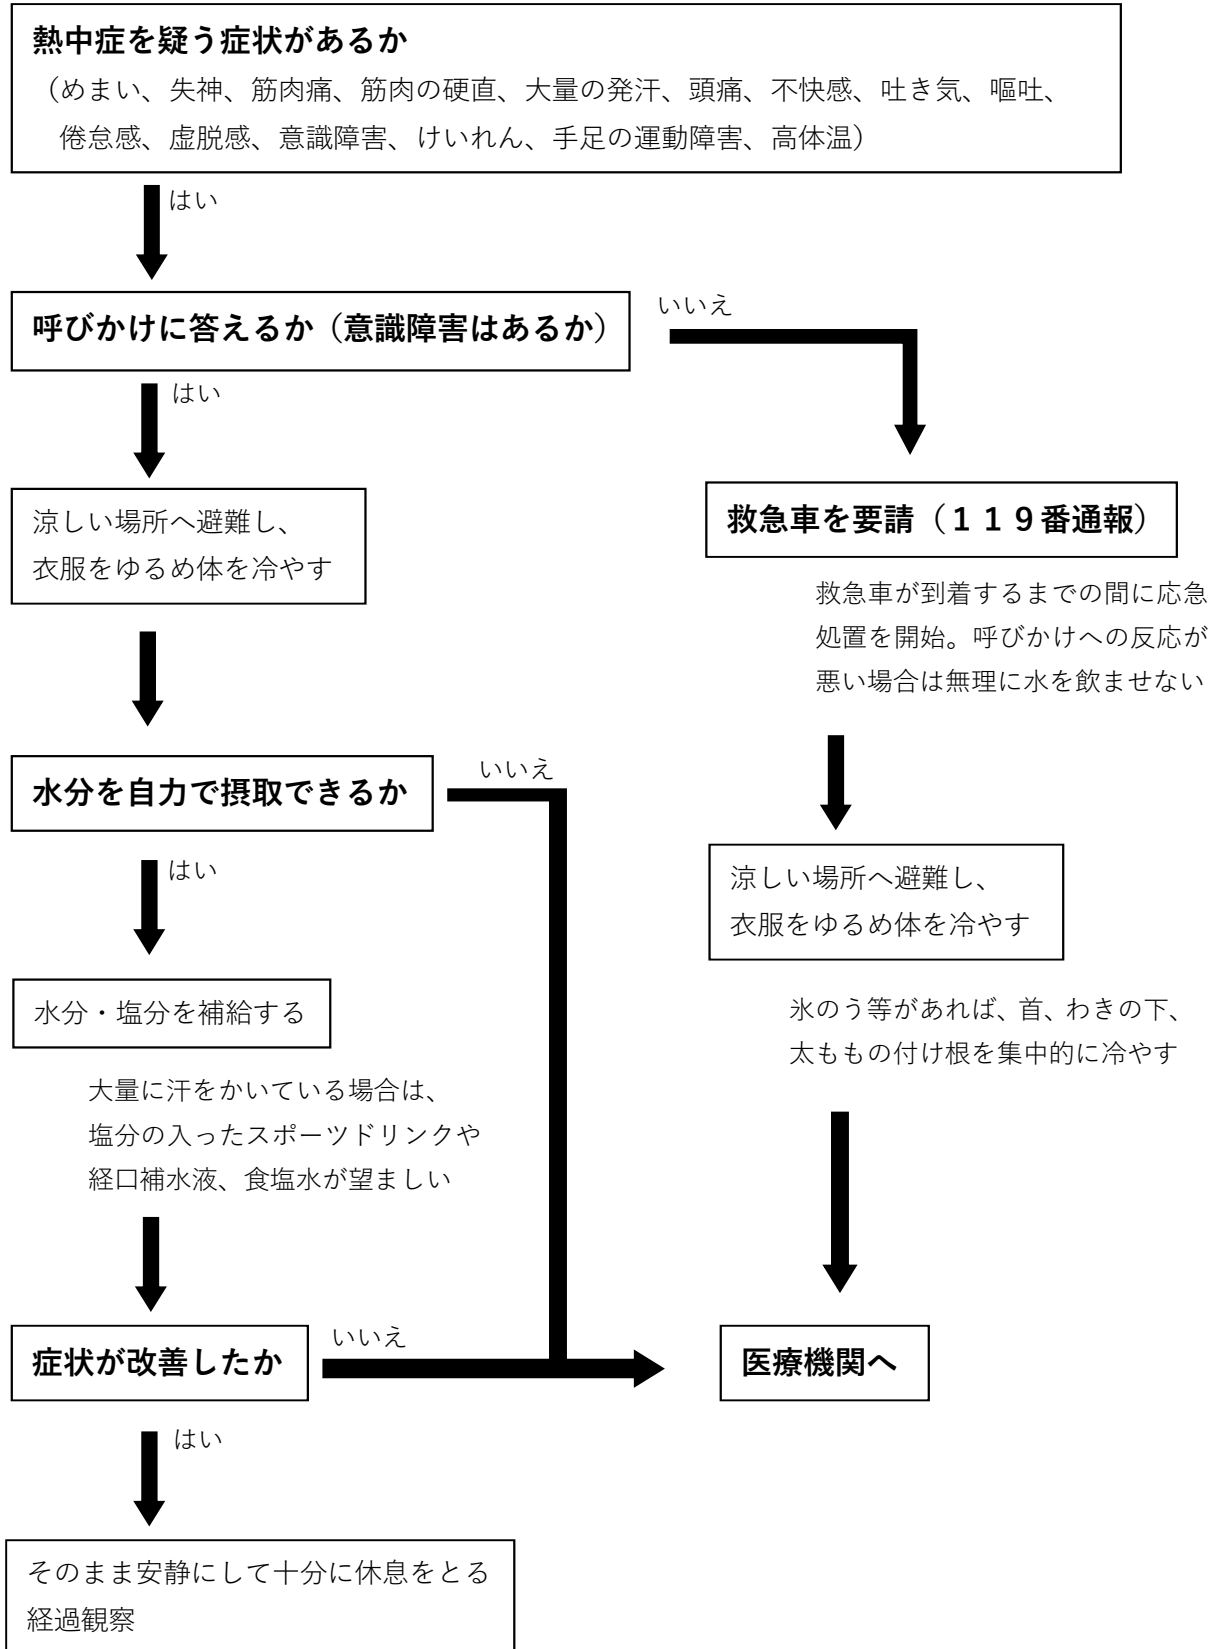 熱中症を疑う症状があるか
（めまい、失神、筋肉痛、筋肉の硬直、大量の発汗、頭痛、不快感、吐き気、嘔吐、
倦怠感、虚脱感、意識障害、けいれん、手足の運動障害、高体温）
はい
呼びかけに答えるか（意識障害はあるか）
いいえ
はい
涼しい場所へ避難し、
衣服をゆるめ体を冷やす
救急車を要請（１１９番通報）
救急車が到着するまでの間に応急
処置を開始。呼びかけへの反応が
悪い場合は無理に水を飲ませない
水分を自力で摂取できるか
いいえ
はい
涼しい場所へ避難し、
衣服をゆるめ体を冷やす
水分・塩分を補給する
氷のう等があれば、首、わきの下、
太ももの付け根を集中的に冷やす
大量に汗をかいている場合は、
塩分の入ったスポーツドリンクや
経口補水液、食塩水が望ましい
症状が改善したか
いいえ
医療機関へ
はい
そのまま安静にして十分に休息をとる
経過観察